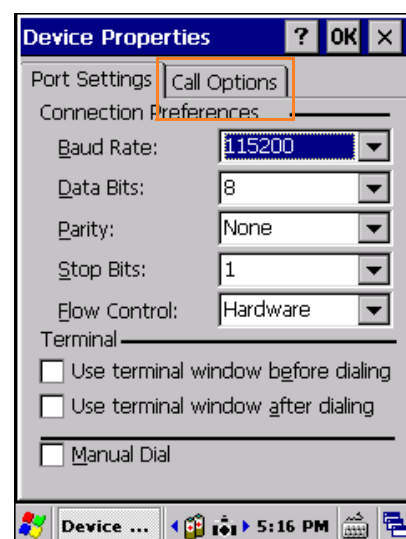 Device Properties ? OK ×
Port Settings Call Options
Connection Preferences
Baud Rate: 115200
Data Bits: 8
Parity: None
Stop Bits: 1
Flow Control: Hardware
Terminal
Use terminal window before dialing
Use terminal window after dialing
Manual Dial
Device ... 5:16 PM